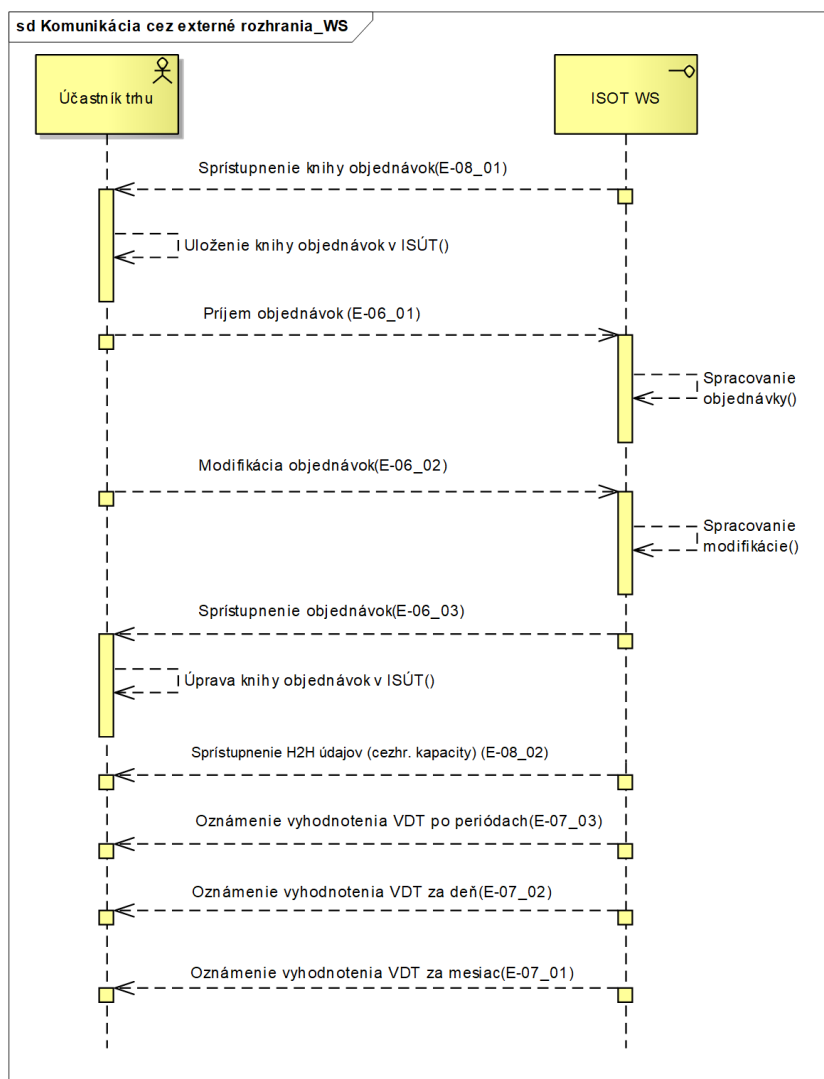 sd Komunikácia cez externé rozhrania_WS
Účastník trhu
ISOT WS
Sprístupnenie knihy objednávok(E-08_01)
Uloženie knihy objednávok v ISÚT()
Príjem objednávok (E-06_01)
Spracovanie
objednávky()
Modifikácia objednávok(E-06_02)
Spracovanie
modifikácie()
Sprístupnenie objednávok(E-06_03)
Úprava knihy objednávok v ISÚT()
Sprístupnenie H2H údajov (cezhr. kapacity) (E-08_02)
Oznámenie vyhodnotenia VDT po periódach(E-07_03)
Oznámenie vyhodnotenia VDT za deň(E-07_02)
Oznámenie vyhodnotenia VDT za mesiac(E-07_01)